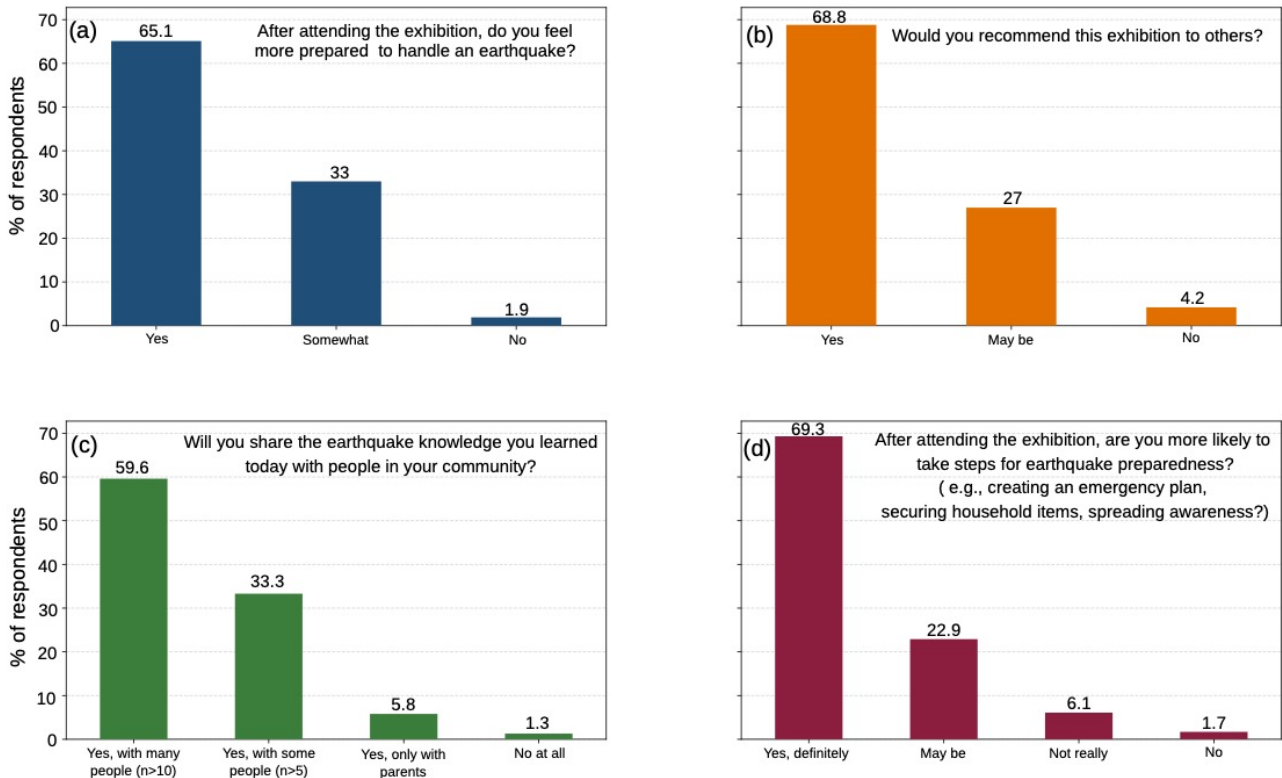 (a)
After attending the exhibition, do you feel
more prepared to handle an earthquake?
% of respondents
70
60
50
40
30
20
10
0
65.1
33
1.9
Yes
Somewhat
No
(b)
Would you recommend this exhibition to others?
68.8
27
4.2
Yes
May be
No
(c)
Will you share the earthquake knowledge you learned
today with people in your community?
% of respondents
70
60
50
40
30
20
10
0
59.6
33.3
5.8
1.3
Yes, with many
people (n>10)
Yes, with some
people (n>5)
Yes, only with
parents
No at all
(d)
After attending the exhibition, are you more likely to
take steps for earthquake preparedness?
( e.g., creating an emergency plan,
securing household items, spreading awareness?)
69.3
22.9
6.1
1.7
Yes, definitely
May be
Not really
No